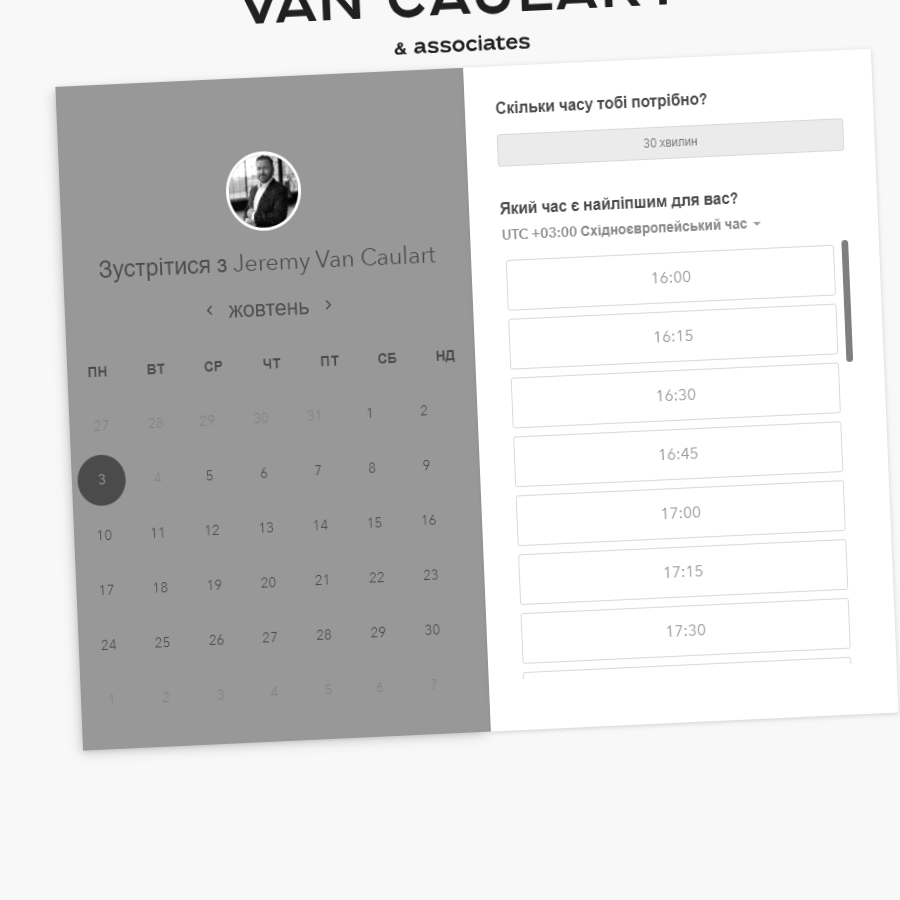 VAN CAULART
& associates
Зустрітися з Jeremy Van Caulart
‹ жовтень ›
ПН ВТ СР ЧТ ПТ СБ НД
27 28 29 30 31 1 2
3 4 5 6 7 8 9
10 11 12 13 14 15 16
17 18 19 20 21 22 23
24 25 26 27 28 29 30
1 2 3 4 5 6 7
Скільки часу тобі потрібно?
30 хвилин
Який час є найліпшим для вас?
UTC +03:00 Східноєвропейський час
16:00
16:15
16:30
16:45
17:00
17:15
17:30